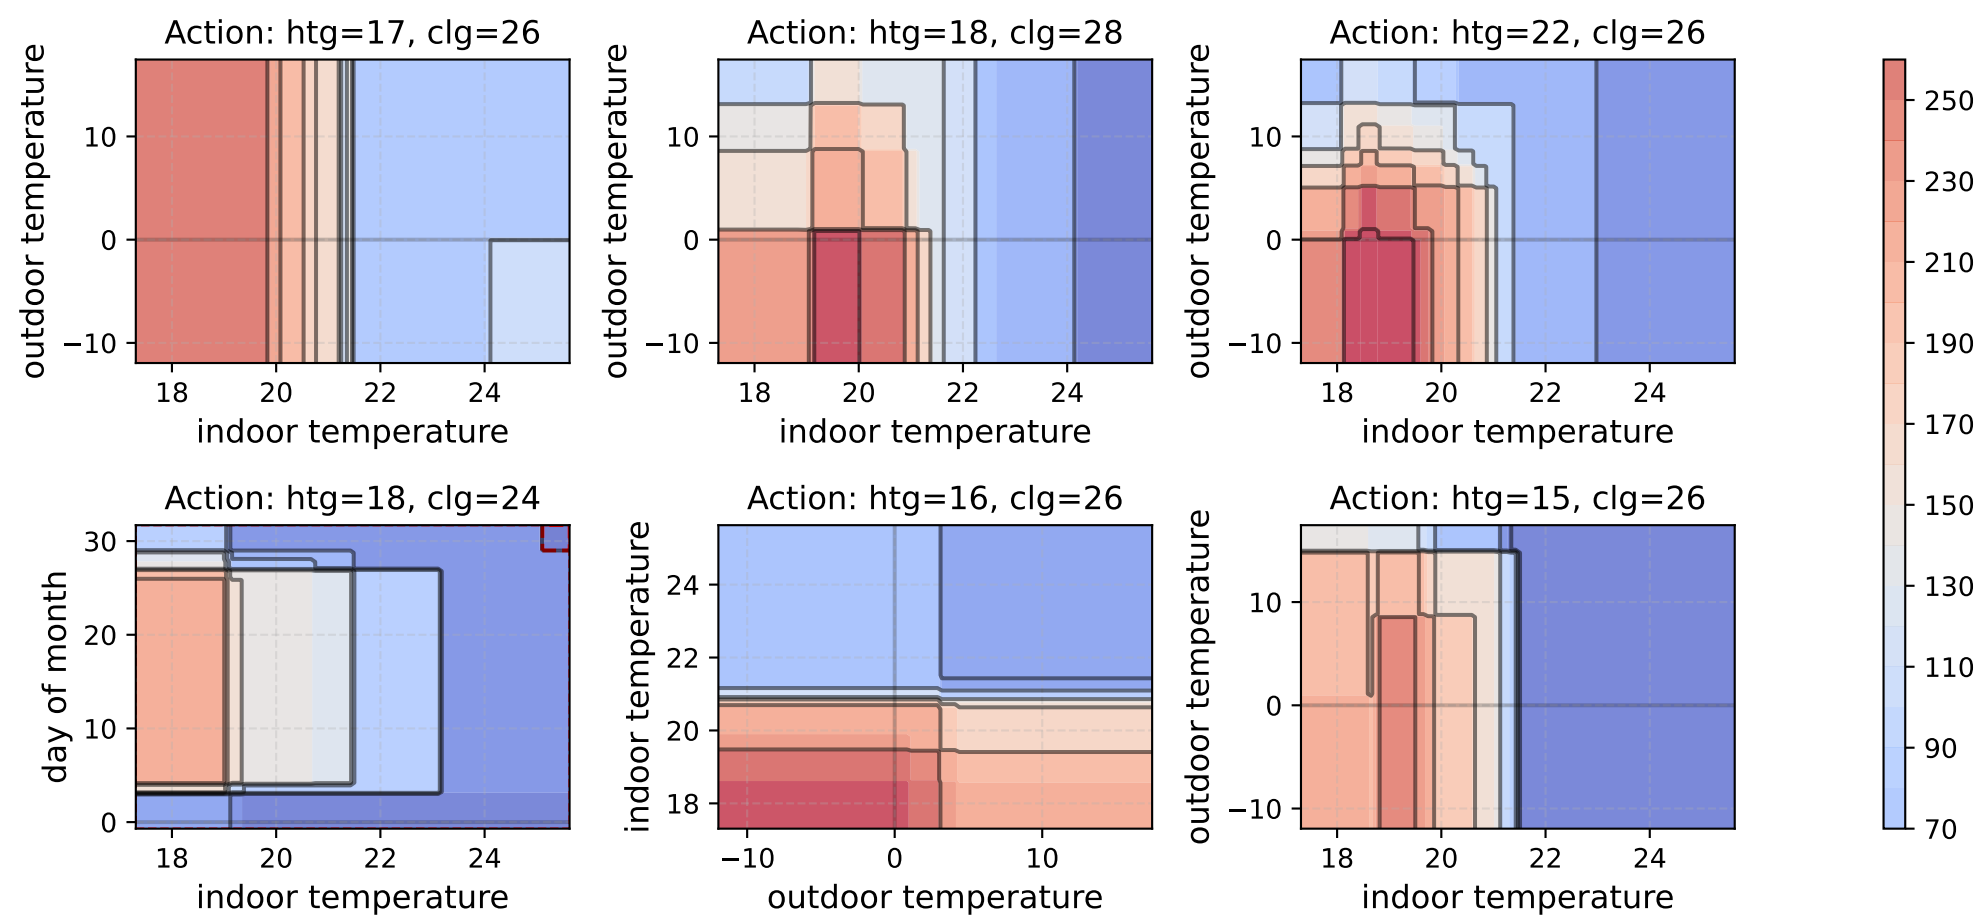 Action: htg=17, clg=26
outdoor temperature
10
0
−10
18 20 22 24
indoor temperature
Action: htg=18, clg=28
outdoor temperature
10
0
−10
18 20 22 24
indoor temperature
Action: htg=22, clg=26
outdoor temperature
10
0
−10
18 20 22 24
indoor temperature
Action: htg=18, clg=24
day of month
30
20
10
0
18 20 22 24
indoor temperature
Action: htg=16, clg=26
indoor temperature
24
22
20
18
−10 0 10
outdoor temperature
Action: htg=15, clg=26
outdoor temperature
10
0
−10
18 20 22 24
indoor temperature
250
230
210
190
170
150
130
110
90
70